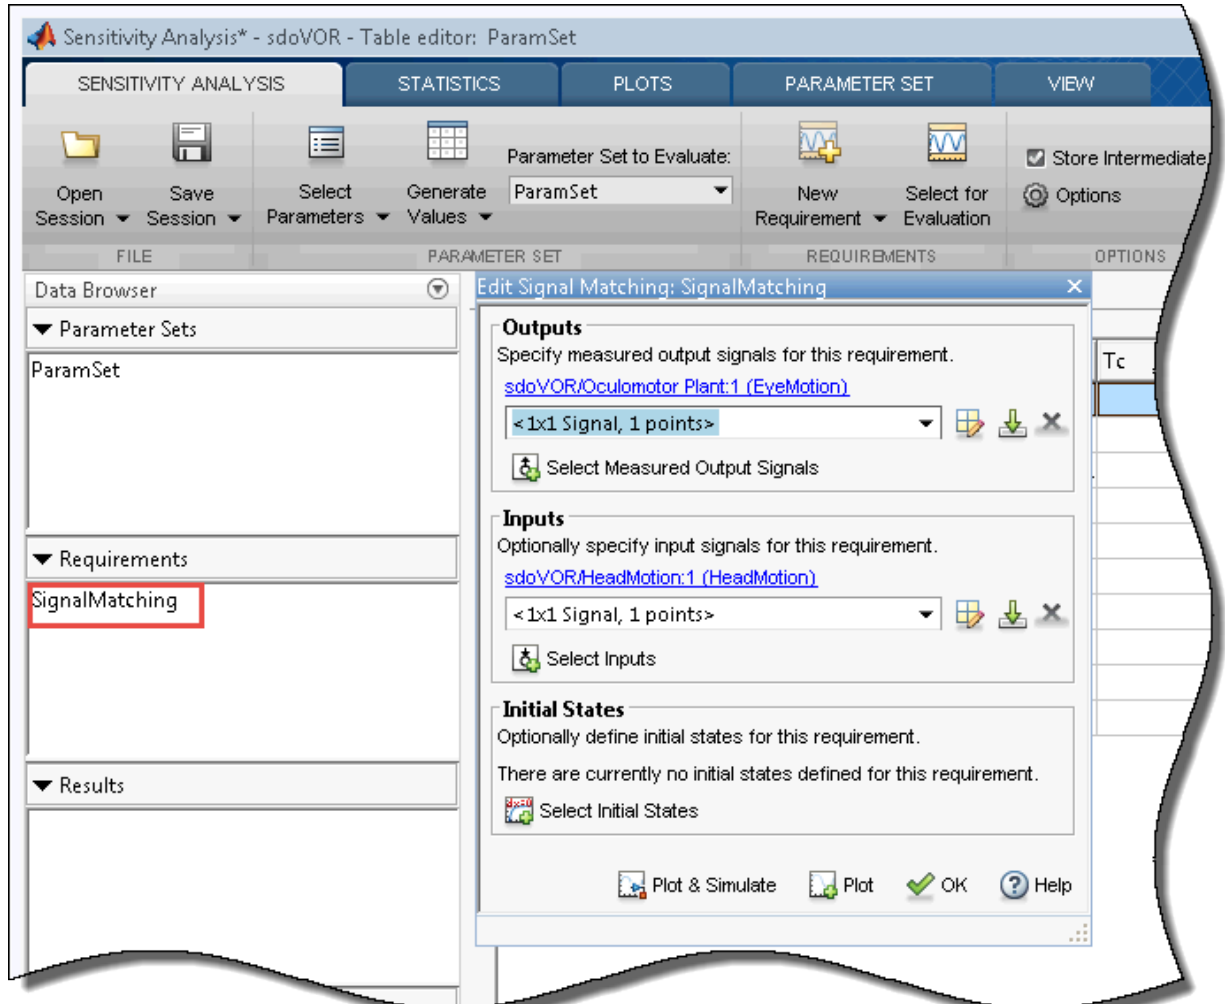 Sensitivity Analysis* - sdoVOR - Table editor: ParamSet
SENSITIVITY ANALYSIS STATISTICS PLOTS PARAMETER SET VIEW
Open Session
Save Session
Select Parameters
Generate Values
Parameter Set to Evaluate:
ParamSet
New Requirement
Select for Evaluation
Store Intermediate
Options
FILE PARAMETER SET REQUIREMENTS OPTIONS
Data Browser
Parameter Sets
ParamSet
Requirements
SignalMatching
Results
Edit Signal Matching: SignalMatching
Outputs
Specify measured output signals for this requirement.
sdoVOR/Oculomotor Plant:1 (EyeMotion)
<1x1 Signal, 1 points>
Select Measured Output Signals
Inputs
Optionally specify input signals for this requirement.
sdoVOR/HeadMotion:1 (HeadMotion)
<1x1 Signal, 1 points>
Select Inputs
Initial States
Optionally define initial states for this requirement.
There are currently no initial states defined for this requirement.
dx=0
Select Initial States
Plot & Simulate Plot OK Help
Tc